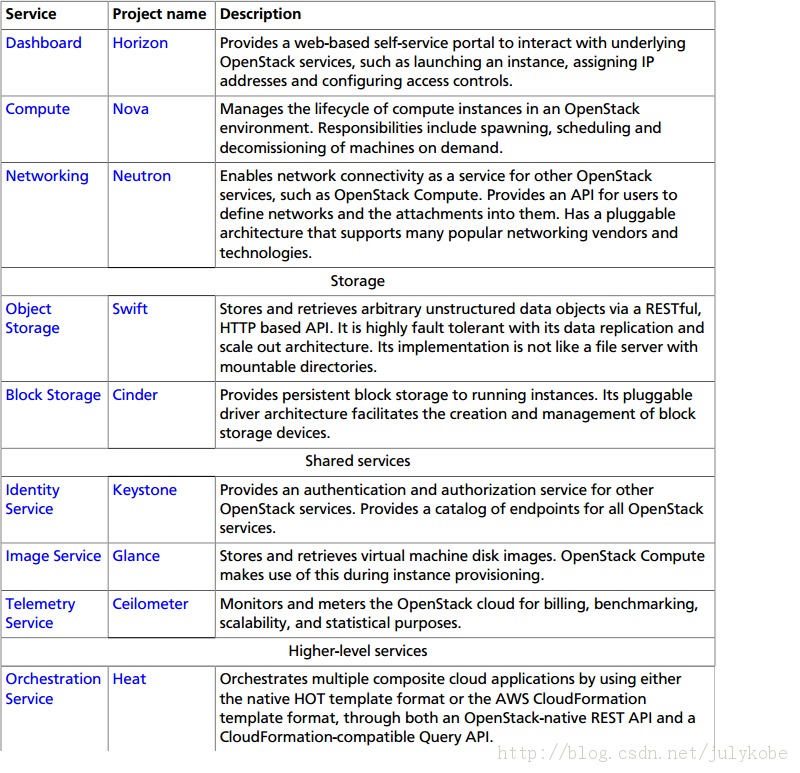 Service Project name Description
Dashboard Horizon Provides a web-based self-service portal to interact with underlying
OpenStack services, such as launching an instance, assigning IP
addresses and configuring access controls.
Compute Nova Manages the lifecycle of compute instances in an OpenStack
environment. Responsibilities include spawning, scheduling and
decomissioning of machines on demand.
Networking Neutron Enables network connectivity as a service for other OpenStack
services, such as OpenStack Compute. Provides an API for users to
define networks and the attachments into them. Has a pluggable
architecture that supports many popular networking vendors and
technologies.
Storage
Object Swift Stores and retrieves arbitrary unstructured data objects via a RESTful,
Storage HTTP based API. It is highly fault tolerant with its data replication and
scale out architecture. Its implementation is not like a file server with
mountable directories.
Block Storage Cinder Provides persistent block storage to running instances. Its pluggable
driver architecture facilitates the creation and management of block
storage devices.
Shared services
Identity Keystone Provides an authentication and authorization service for other
Service OpenStack services. Provides a catalog of endpoints for all OpenStack
services.
Image Service Glance Stores and retrieves virtual machine disk images. OpenStack Compute
makes use of this during instance provisioning.
Telemetry Ceilometer Monitors and meters the OpenStack cloud for billing, benchmarking,
Service scalability, and statistical purposes.
Higher-level services
Orchestration Heat Orchestrates multiple composite cloud applications by using either
Service the native HOT template format or the AWS CloudFormation
template format, through both an OpenStack-native REST API and a
CloudFormation-compatible Query API.
http://blog.csdn.net/julykobe